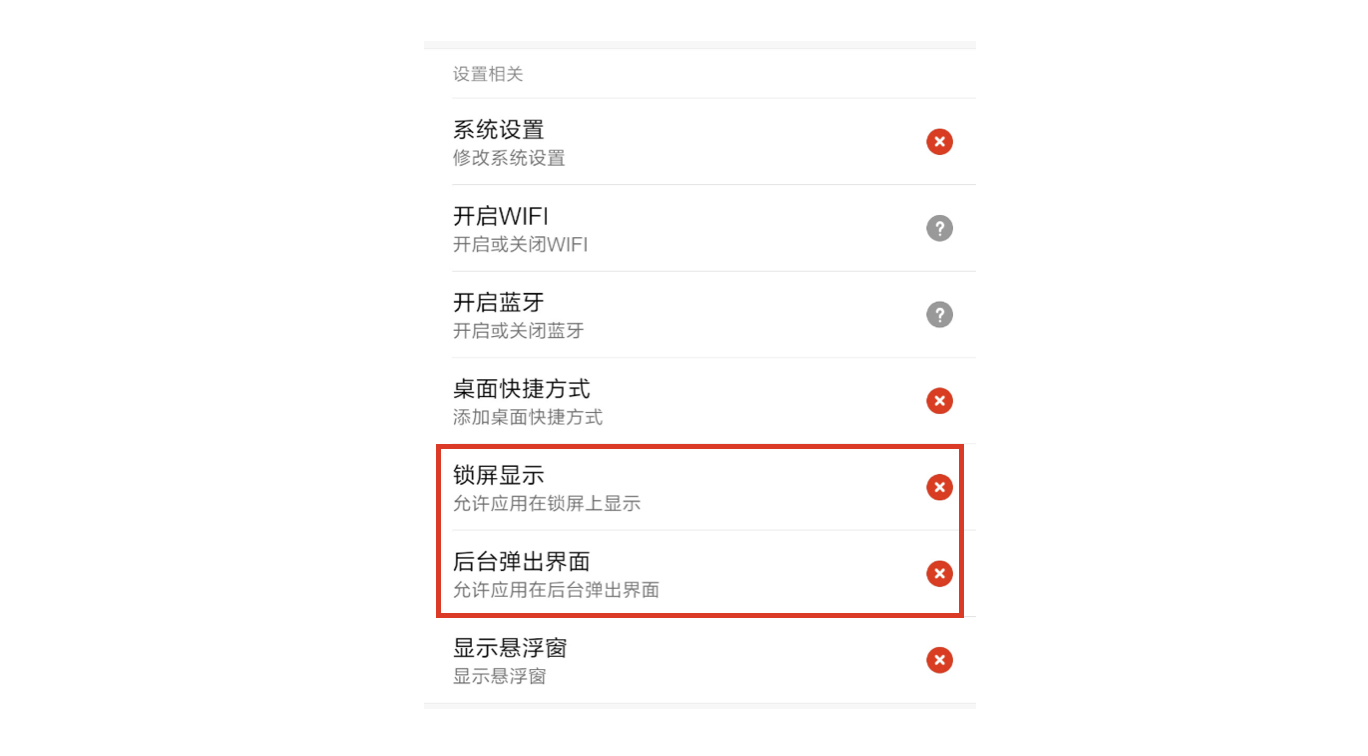 设置相关
系统设置
修改系统设置
开启WIFI
开启或关闭WIFI
?
开启蓝牙
开启或关闭蓝牙
?
桌面快捷方式
添加桌面快捷方式
锁屏显示
允许应用在锁屏上显示
后台弹出界面
允许应用在后台弹出界面
显示悬浮窗
显示悬浮窗